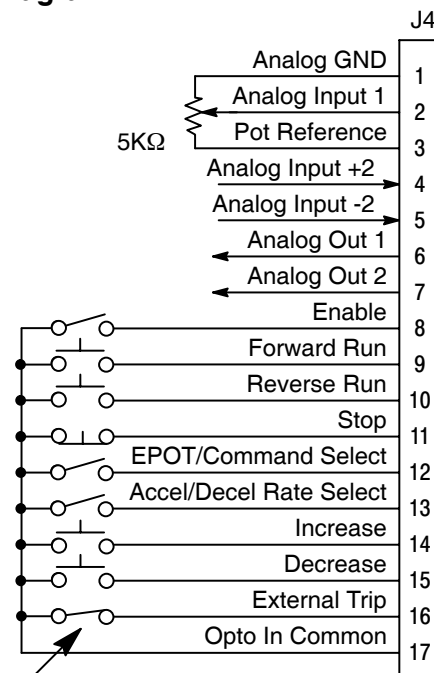 J4
Analog GND 1
Analog Input 1 2
5KΩ Pot Reference 3
Analog Input +2 4
Analog Input -2 5
Analog Out 1 6
Analog Out 2 7
Enable 8
Forward Run 9
Reverse Run 10
Stop 11
EPOT/Command Select 12
Accel/Decel Rate Select 13
Increase 14
Decrease 15
External Trip 16
Opto In Common 17